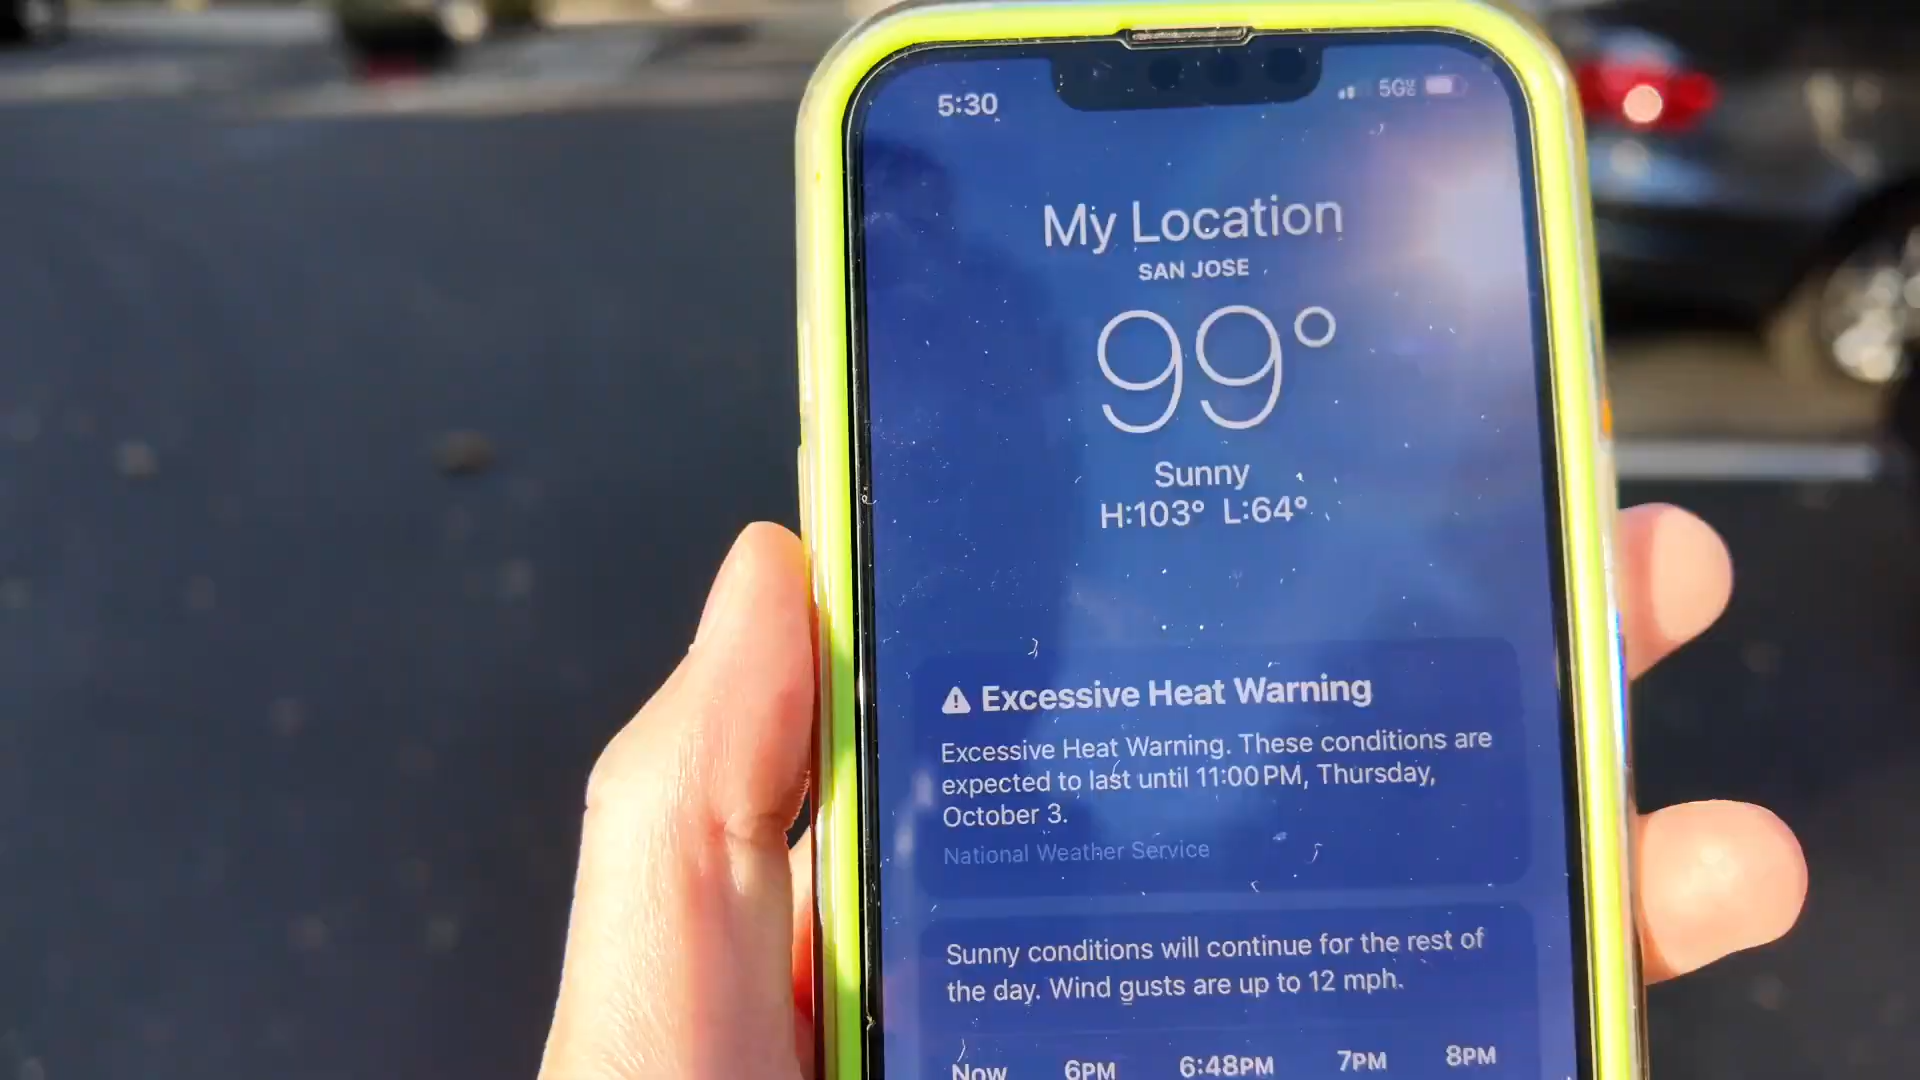 5:30
5G
My Location
SAN JOSE
99°
Sunny
H:103° L:64°
Excessive Heat Warning
Excessive Heat Warning. These conditions are
expected to last until 11:00 PM, Thursday,
October 3.
National Weather Service
Sunny conditions will continue for the rest of
the day. Wind gusts are up to 12 mph.
Now 6PM 6:48PM 7PM 8PM